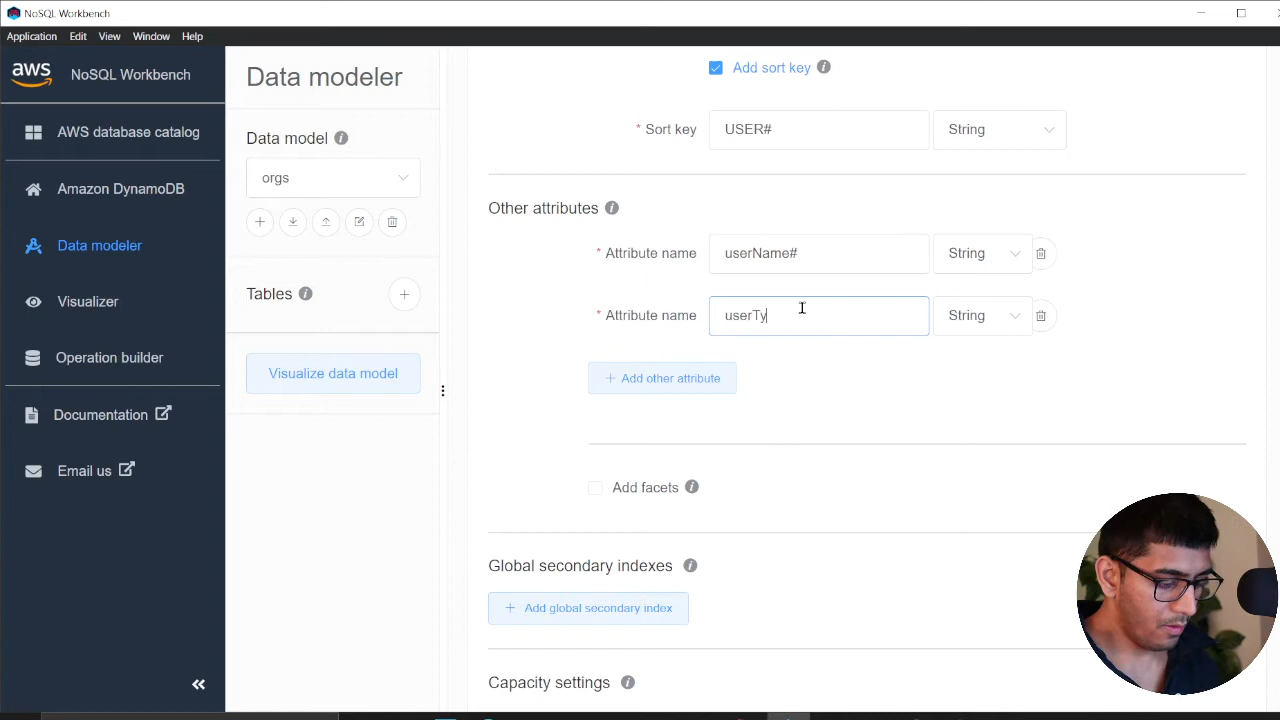 NoSQL Workbench
Application Edit View Window Help
aws NoSQL Workbench
AWS database catalog
Amazon DynamoDB
Data modeler
Visualizer
Operation builder
Documentation
Email us
Data modeler
Data model
orgs
Tables
Visualize data model
Add sort key
* Sort key USER# String
Other attributes
* Attribute name userName# String
* Attribute name userTy String
+ Add other attribute
Add facets
Global secondary indexes
+ Add global secondary index
Capacity settings